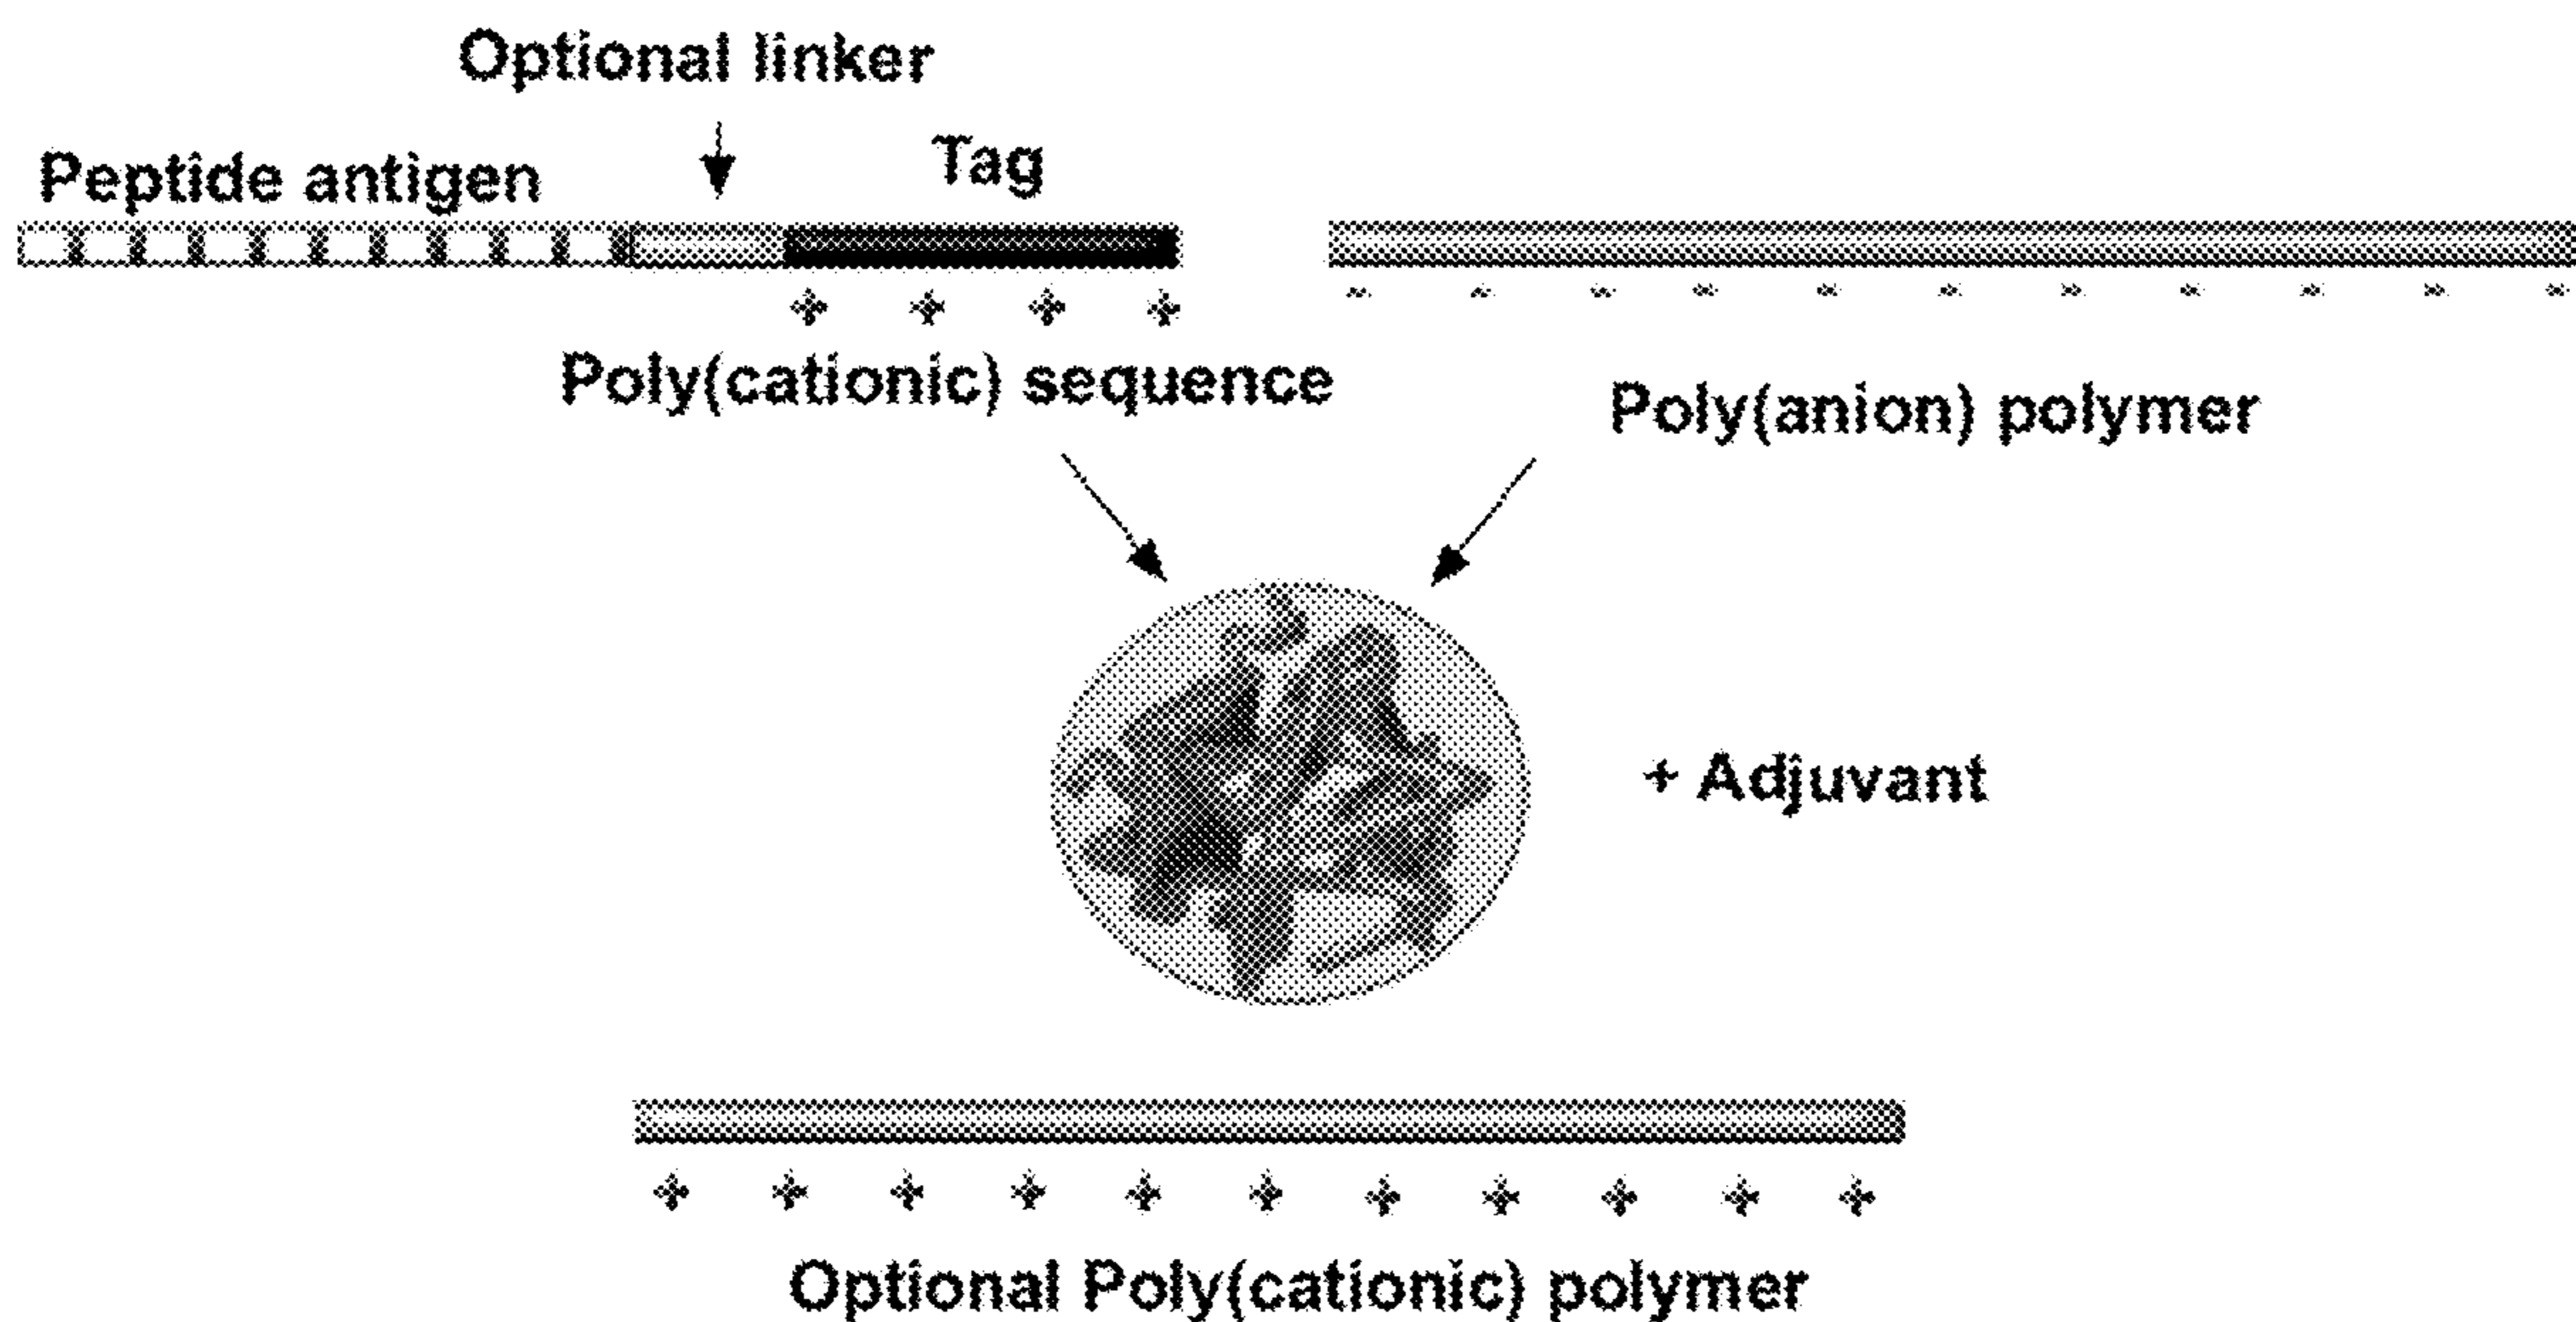 Optional linker
Peptide antigen
Tag
+ + + +
- - - - - - - - - - -
Poly(cationic) sequence
Poly(anion) polymer
+ Adjuvant
+ + + + + + + + + + +
Optional Poly(cationic) polymer